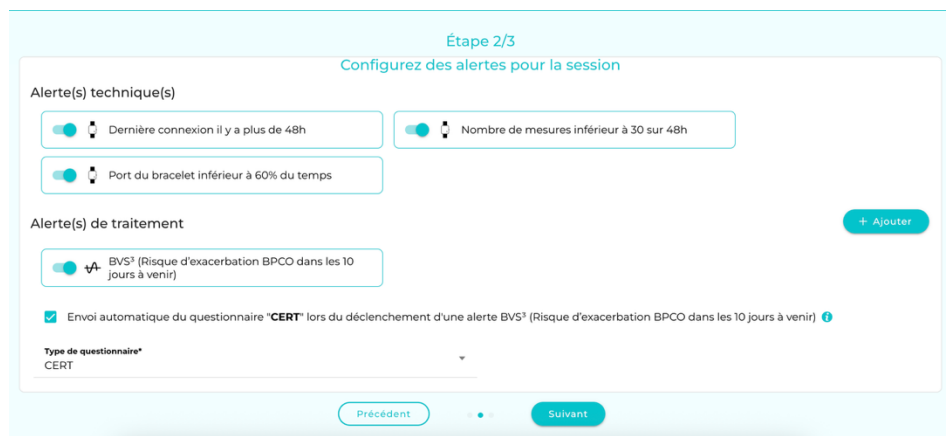 Étape 2/3
Configurez des alertes pour la session
Alerte(s) technique(s)
Dernière connexion il y a plus de 48h
Nombre de mesures inférieur à 30 sur 48h
Port du bracelet inférieur à 60% du temps
Alerte(s) de traitement
+ Ajouter
BVS³ (Risque d'exacerbation BPCO dans les 10
jours à venir)
Envoi automatique du questionnaire "CERT" lors du déclenchement d'une alerte BVS³ (Risque d'exacerbation BPCO dans les 10 jours à venir)
Type de questionnaire*
CERT
Précédent
Suivant